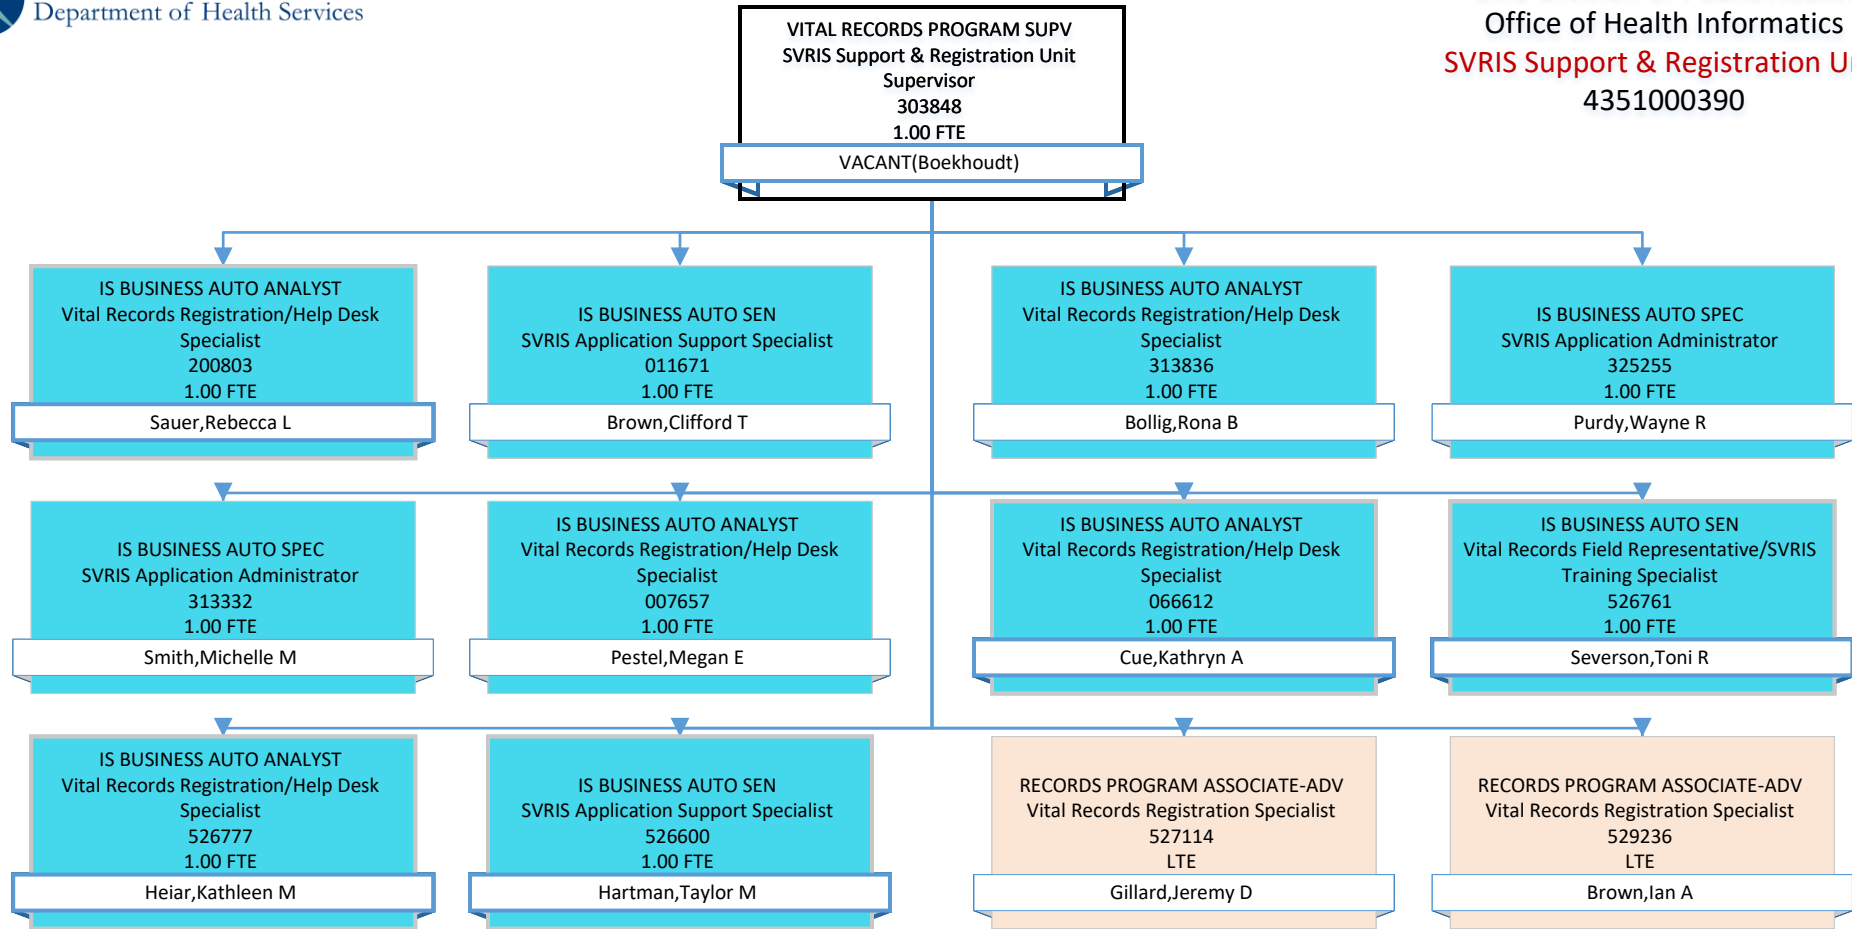 Department of Health Services
Office of Health Informatics
SVRIS Support & Registration
4351000390
VITAL RECORDS PROGRAM SUPV
SVRIS Support & Registration Unit
Supervisor
303848
1.00 FTE
VACANT(Boekhoudt)
IS BUSINESS AUTO ANALYST
Vital Records Registration/Help Desk
Specialist
200803
1.00 FTE
Sauer,Rebecca L
IS BUSINESS AUTO SEN
SVRIS Application Support Specialist
011671
1.00 FTE
Brown,Clifford T
IS BUSINESS AUTO ANALYST
Vital Records Registration/Help Desk
Specialist
313836
1.00 FTE
Bollig,Rona B
IS BUSINESS AUTO SPEC
SVRIS Application Administrator
325255
1.00 FTE
Purdy,Wayne R
IS BUSINESS AUTO SPEC
SVRIS Application Administrator
313332
1.00 FTE
Smith,Michelle M
IS BUSINESS AUTO ANALYST
Vital Records Registration/Help Desk
Specialist
007657
1.00 FTE
Pestel,Megan E
IS BUSINESS AUTO ANALYST
Vital Records Registration/Help Desk
Specialist
066612
1.00 FTE
Cue,Kathryn A
IS BUSINESS AUTO SEN
Vital Records Field Representative/SVRIS
Training Specialist
526761
1.00 FTE
Severson,Toni R
IS BUSINESS AUTO ANALYST
Vital Records Registration/Help Desk
Specialist
526777
1.00 FTE
Heiar,Kathleen M
IS BUSINESS AUTO SEN
SVRIS Application Support Specialist
526600
1.00 FTE
Hartman,Taylor M
RECORDS PROGRAM ASSOCIATE-ADV
Vital Records Registration Specialist
527114
LTE
Gillard,Jeremy D
RECORDS PROGRAM ASSOCIATE-ADV
Vital Records Registration Specialist
529236
LTE
Brown,Ian A